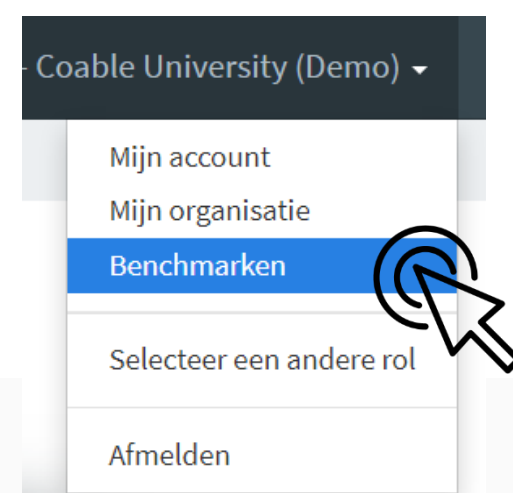 - Coable University (Demo)
Mijn account
Mijn organisatie
Benchmarken
Selecteer een andere rol
Afmelden